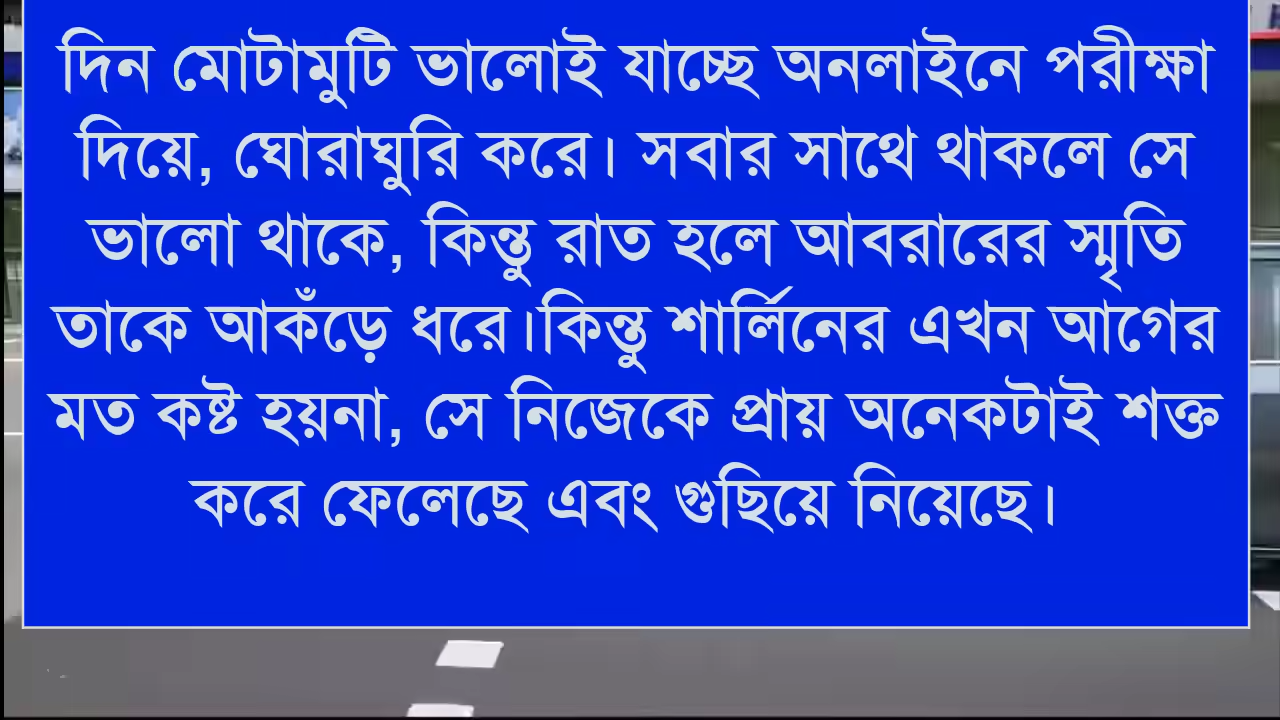 দিন মোটামুটি ভালোই যাচ্ছে অনলাইনে পরীক্ষা
দিয়ে, ঘোরাঘুরি করে। সবার সাথে থাকলে সে
ভালো থাকে, কিন্তু রাত হলে আবরারের স্মৃতি
তাকে আকঁড়ে ধরে।কিন্তু শার্লিনের এখন আগের
মত কষ্ট হয়না, সে নিজেকে প্রায় অনেকটাই শক্ত
করে ফেলেছে এবং গুছিয়ে নিয়েছে।